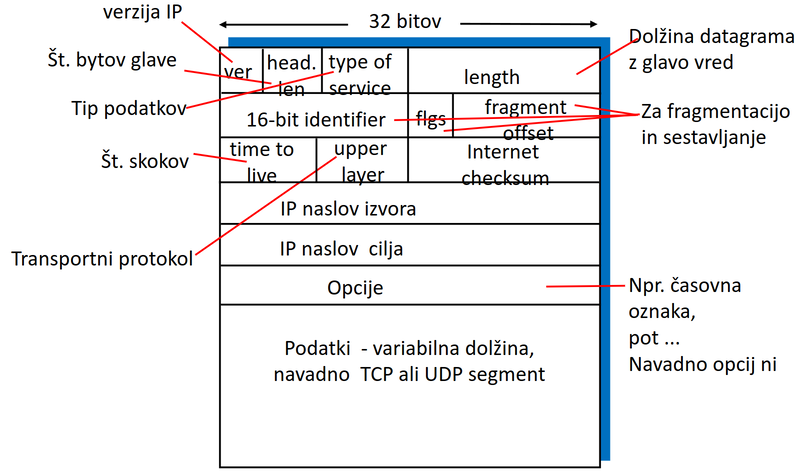 verzija IP
32 bitov
Dolžina datagrama
z glavo vred
Št. bytov glave
ver
head.
len
type of
service
length
Tip podatkov
16-bit identifier
flgs
fragment
offset
Za fragmentacijo
in sestavljanje
Št. skokov
time to
live
upper
layer
Internet
checksum
IP naslov izvora
Transportni protokol
IP naslov cilja
Opcije
Npr. časovna
oznaka,
pot ...
Navadno opcij ni
Podatki - variabilna dolžina,
navadno TCP ali UDP segment